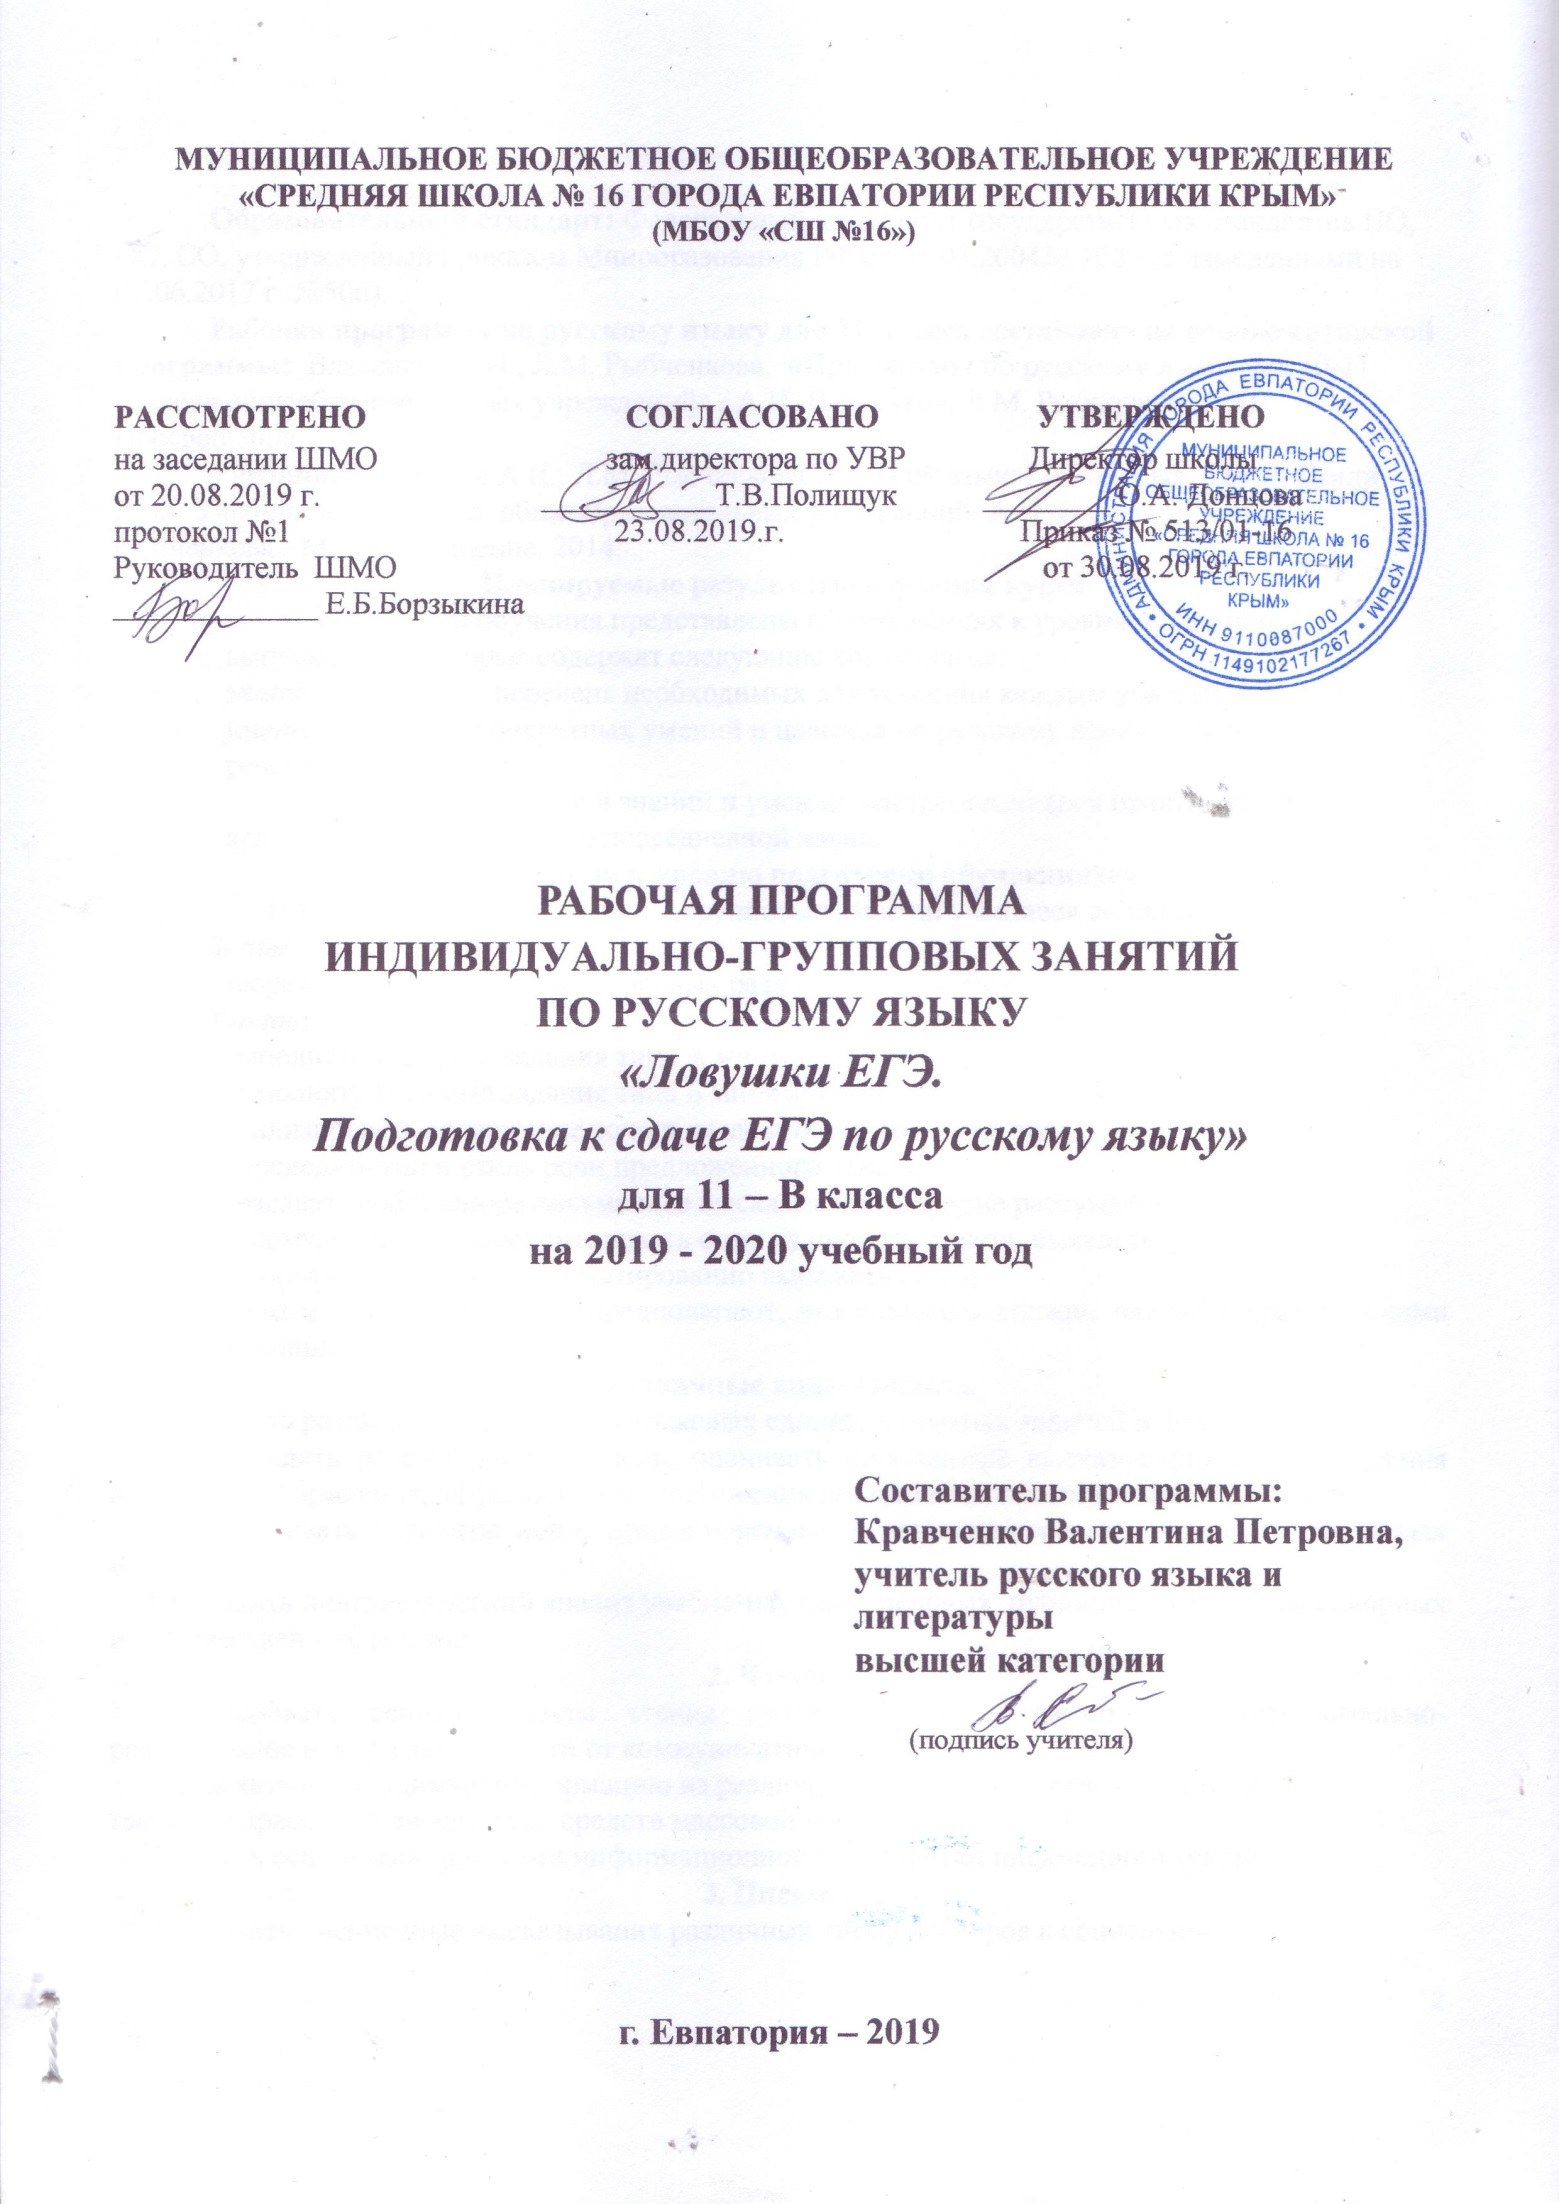 МУНИЦИПАЛЬНОЕ БЮДЖЕТНОЕ ОБЩЕОБРАЗОВАТЕЛЬНОЕ УЧРЕЖДЕНИЕ
«СРЕДНЯЯ ШКОЛА № 16 ГОРОДА ЕВПАТОРИИ РЕСПУБЛИКИ КРЫМ»
(МБОУ «СШ №16»)
РАССМОТРЕНО
на заседании ШМО
от 20.08.2019 г.
протокол №1
Руководитель ШМО
Е.Б.Борзыкина
СОГЛАСОВАНО
зам.директора по УВР
Т.В.Полищук
23.08.2019.г.
УТВЕРЖДЕНО
Директор школы
О.А. Донцова
Приказ № 513/01-16
от 30.08.2019 г.
АДМИНИСТРАЦИЯ ГОРОДА ЕВПАТОРИИ РЕСПУБЛИКИ КРЫМ
МУНИЦИПАЛЬНОЕ
БЮДЖЕТНОЕ
ОБЩЕОБРАЗОВАТЕЛЬНОЕ
УЧРЕЖДЕНИЕ
«СРЕДНЯЯ ШКОЛА № 16
ГОРОДА ЕВПАТОРИИ
РЕСПУБЛИКИ
КРЫМ»
ИНН 9110087000
ОГРН 1149102177267
РАБОЧАЯ ПРОГРАММА
ИНДИВИДУАЛЬНО-ГРУППОВЫХ ЗАНЯТИЙ
ПО РУССКОМУ ЯЗЫКУ
«Ловушки ЕГЭ.
Подготовка к сдаче ЕГЭ по русскому языку»
для 11 – В класса
на 2019 - 2020 учебный год
Составитель программы:
Кравченко Валентина Петровна,
учитель русского языка и
литературы
высшей категории
(подпись учителя)
г. Евпатория – 2019